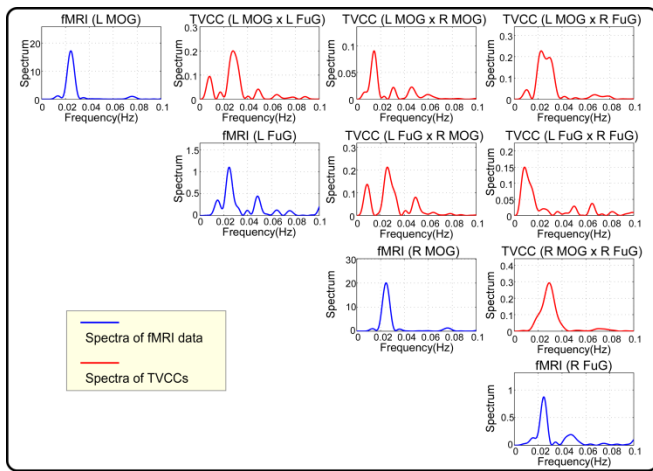 fMRI (L MOG)
TVCC (L MOG x L FuG)
TVCC (L MOG x R MOG)
TVCC (L MOG x R FuG)
Spectrum
20
10
0
0 0.02 0.04 0.06 0.08 0.1
Frequency(Hz)
Spectrum
0.3
0.2
0.1
0
0 0.02 0.04 0.06 0.08 0.1
Frequency(Hz)
Spectrum
0.1
0.05
0
0 0.02 0.04 0.06 0.08 0.1
Frequency(Hz)
Spectrum
0.3
0.2
0.1
0
0 0.02 0.04 0.06 0.08 0.1
Frequency(Hz)
fMRI (L FuG)
TVCC (L FuG x R MOG)
TVCC (L FuG x R FuG)
Spectrum
1.5
1.0
0.5
0
0 0.02 0.04 0.06 0.08 0.1
Frequency(Hz)
Spectrum
0.3
0.2
0.1
0
0 0.02 0.04 0.06 0.08 0.1
Frequency(Hz)
Spectrum
0.2
0.15
0.1
0.05
0
0 0.02 0.04 0.06 0.08 0.1
Frequency(Hz)
fMRI (R MOG)
TVCC (R MOG x R FuG)
Spectrum
30
20
10
0
0 0.02 0.04 0.06 0.08 0.1
Frequency(Hz)
Spectrum
0.4
0.2
0
0 0.02 0.04 0.06 0.08 0.1
Frequency(Hz)
Spectra of fMRI data
Spectra of TVCCs
fMRI (R FuG)
Spectrum
1
0.5
0
0 0.02 0.04 0.06 0.08 0.1
Frequency(Hz)